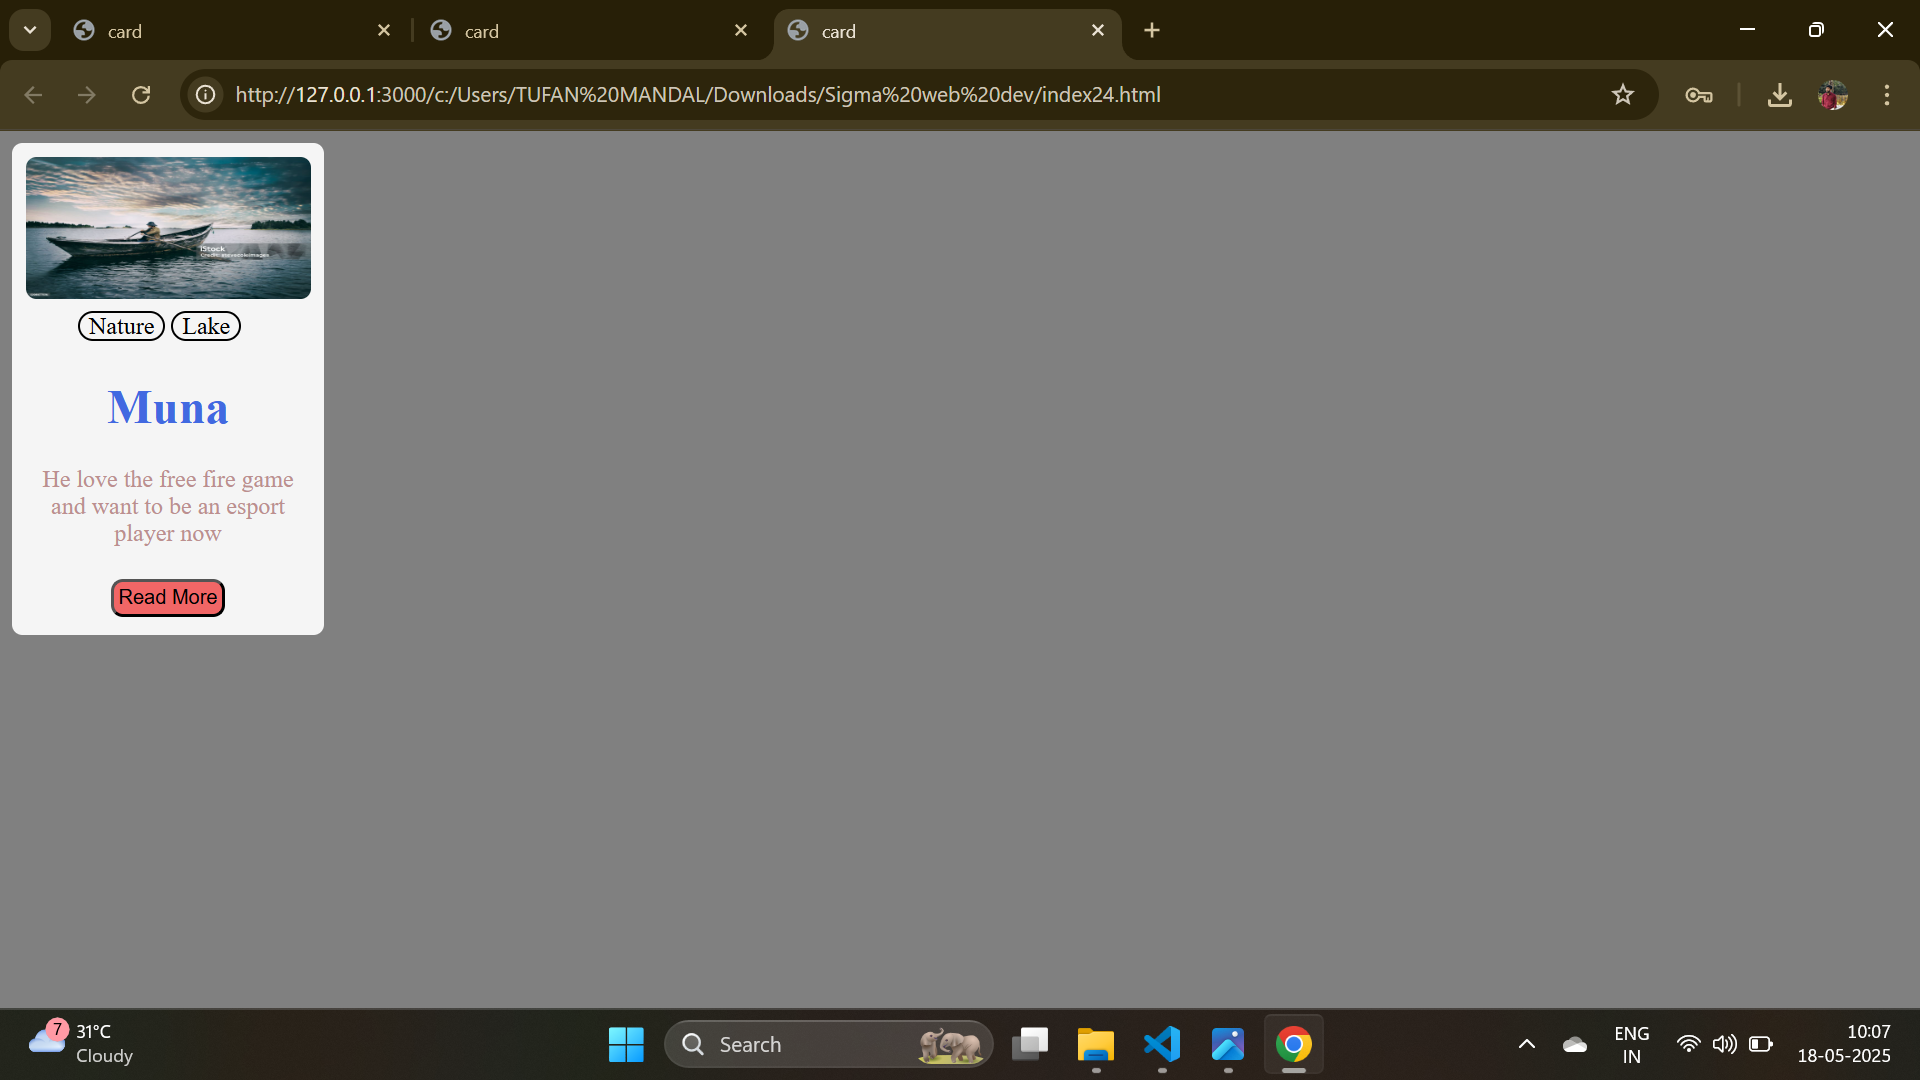 card
card
card
http://127.0.0.1:3000/c:/Users/TUFAN%20MANDAL/Downloads/Sigma%20web%20dev/index24.html
iStock
Nature Lake
Muna
He love the free fire game
and want to be an esport
player now
Read More
7
31°C
Cloudy
Search
ENG
IN
10:07
18-05-2025